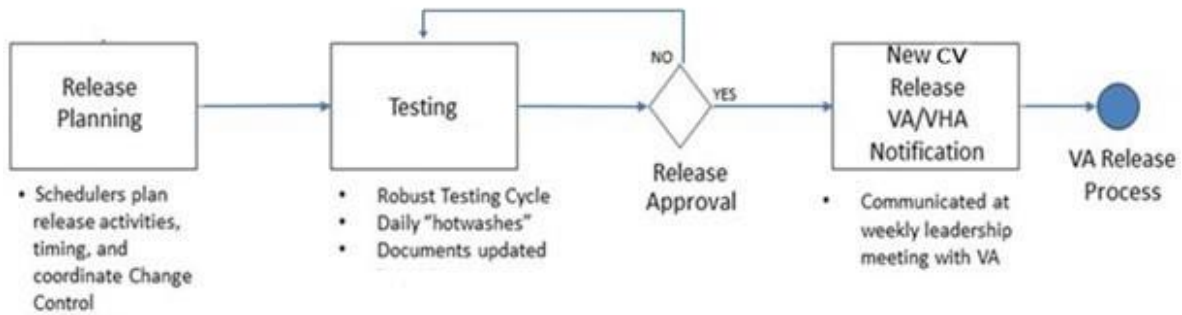 Release
Planning
• Schedulers plan
release activities,
timing, and
coordinate Change
Control
Testing
• Robust Testing Cycle
• Daily "hotwashes"
• Documents updated
NO
YES
Release
Approval
New CV
Release
VA/VHA
Notification
• Communicated at
weekly leadership
meeting with VA
VA Release
Process